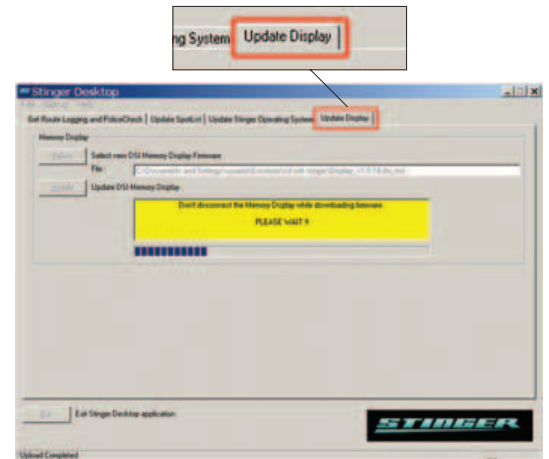 ng System Update Display
Stinger Desktop
Help
Get Route Logging and PoliceCheck Update SpotList Update Stinger Operating System Update Display
Memory Display
Select Select new DSI Memory Display Firmware
File :
Update Update DSI Memory Display
Don't disconnect the Memory Display while downloading firmware
PLEASE WAIT !!
Exit Exit Stinger Desktop application
STINGER
Upload Completed